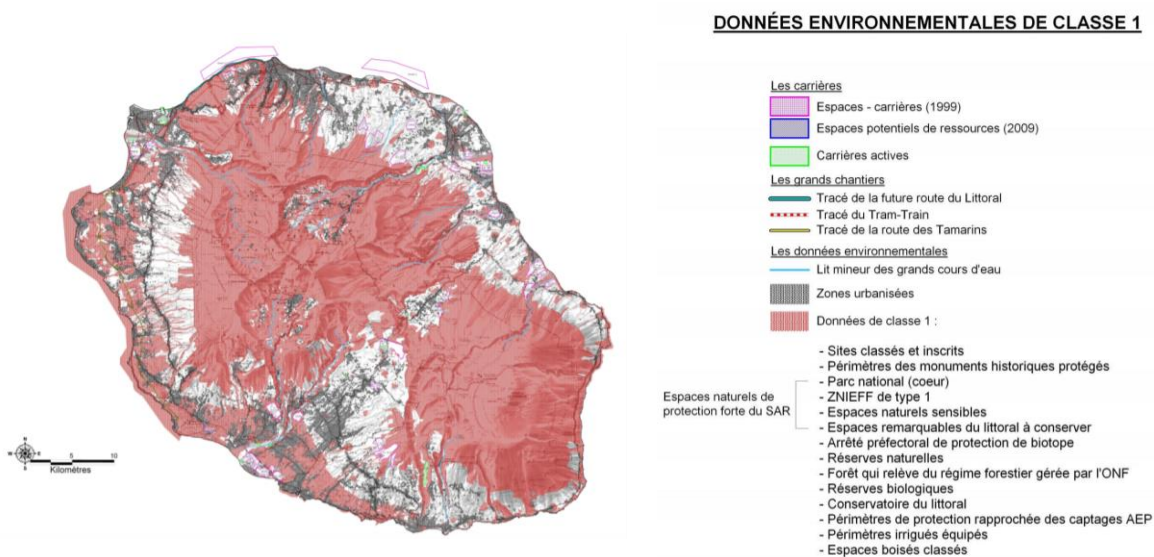 DONNÉES ENVIRONNEMENTALES DE CLASSE 1
Les carrières
Espaces - carrières (1999)
Espaces potentiels de ressources (2009)
Carrières actives
Les grands chantiers
Tracé de la future route du Littoral
Tracé du Tram-Train
Tracé de la route des Tamarins
Les données environnementales
Lit mineur des grands cours d'eau
Zones urbanisées
Données de classe 1 :
- Sites classés et inscrits
- Périmètres des monuments historiques protégés
- Parc national (coeur)
- ZNIEFF de type 1
- Espaces naturels sensibles
- Espaces remarquables du littoral à conserver
Espaces naturels de
protection forte du SAR
- Arrêté préfectoral de protection de biotope
- Réserves naturelles
- Forêt qui relève du régime forestier gérée par l'ONF
- Réserves biologiques
- Conservatoire du littoral
- Périmètres de protection rapprochée des captages AEP
- Périmètres irrigués équipés
- Espaces boisés classés
N
S
5
10
Kilomètres